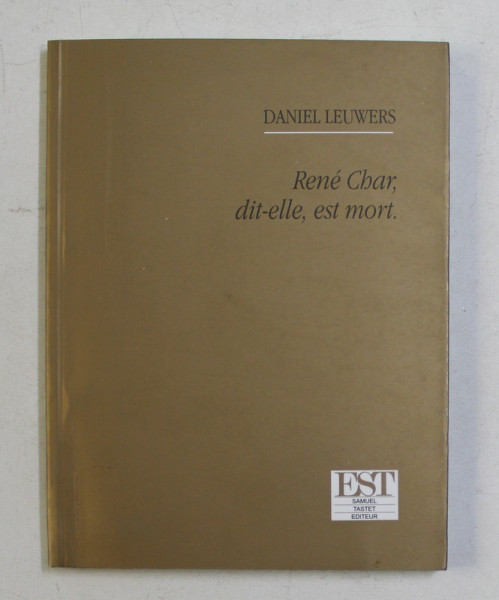 DANIEL LEUWERS
René Char,
dit-elle, est mort.
EST
SAMUEL
TASTET
EDITEUR